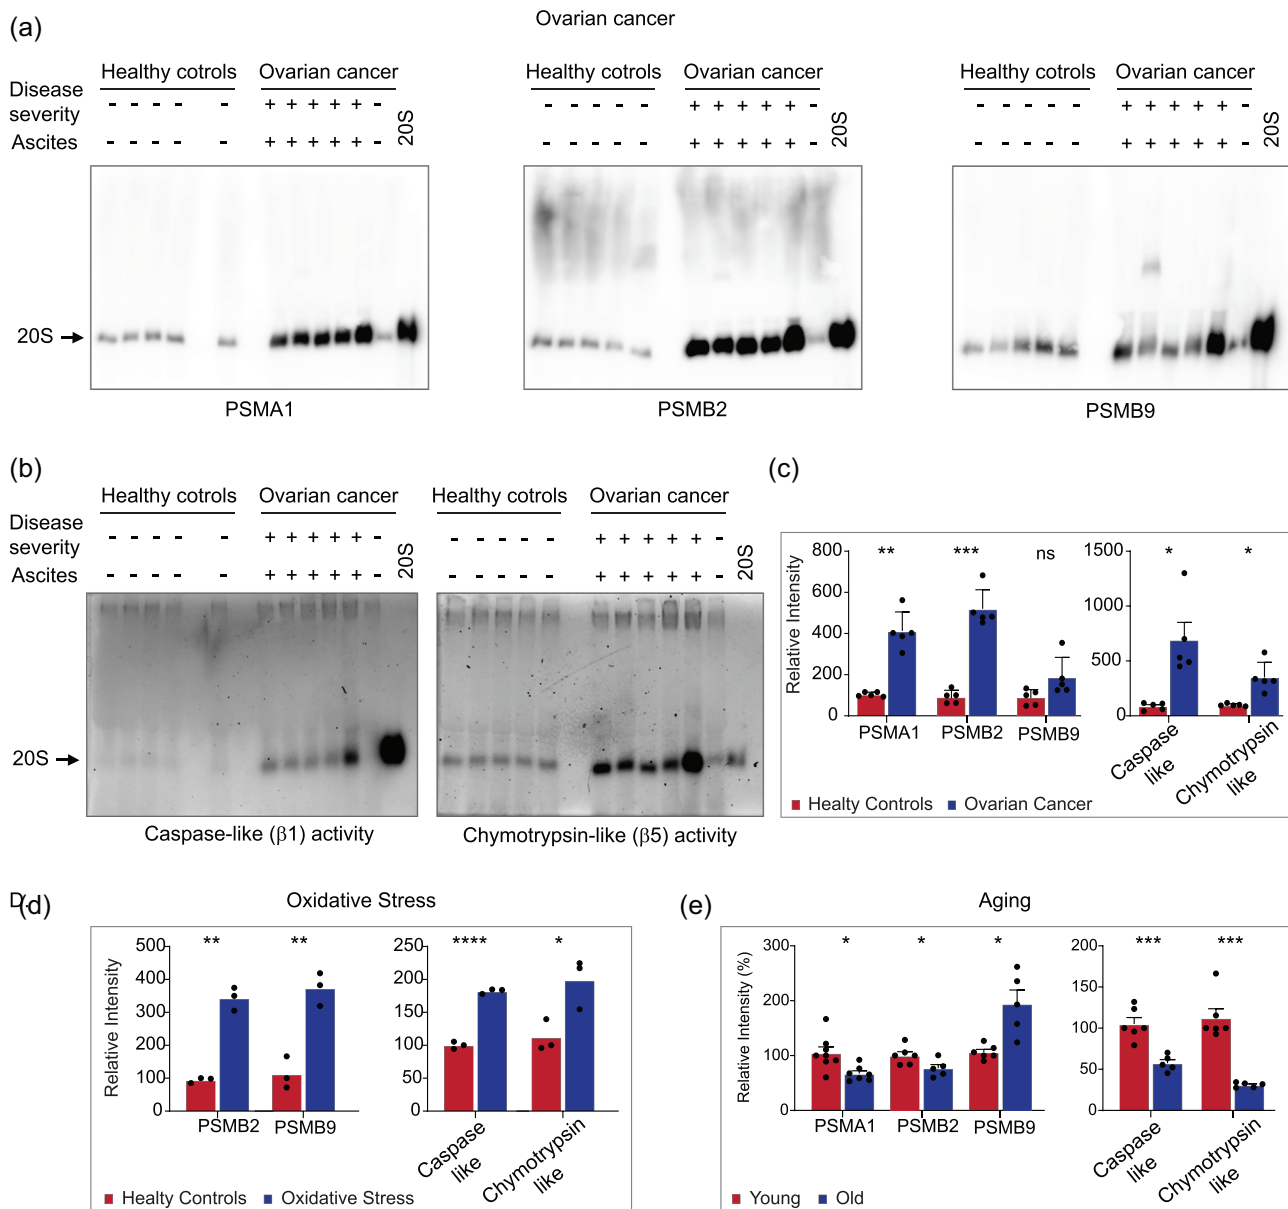 Ovarian cancer
(a)
Healthy cotrols Ovarian cancer Healthy cotrols Ovarian cancer Healthy cotrols Ovarian cancer
Disease
severity
- - - - - + + + + + - - - - - - + + + + + - - - - - - + + + + + -
Ascites
- - - - - + + + + + - 20S - - - - - + + + + + - 20S - - - - - + + + + + - 20S
20S
PSMA1 PSMB2 PSMB9
(b)
Healthy cotrols Ovarian cancer Healthy cotrols Ovarian cancer
Disease
severity
- - - - - + + + + + - - - - - - + + + + + -
Ascites
- - - - - + + + + + - 20S - - - - - + + + + + - 20S
20S
Caspase-like (β1) activity Chymotrypsin-like (β5) activity
(c)
Relative Intensity
800
600
400
200
0
** *** ns
PSMA1 PSMB2 PSMB9
1500
1000
500
0
* *
Caspase
like
Chymotrypsin
like
Healty Controls Ovarian Cancer
D.
(d)
Oxidative Stress
Relative Intensity
500
400
300
200
100
0
** **
PSMB2 PSMB9
250
200
150
100
50
0
**** *
Caspase
like
Chymotrypsin
like
Healty Controls Oxidative Stress
(e)
Aging
Relative Intensity (%)
300
200
100
0
* * *
PSMA1 PSMB2 PSMB9
200
150
100
50
0
*** ***
Caspase
like
Chymotrypsin
like
Young Old